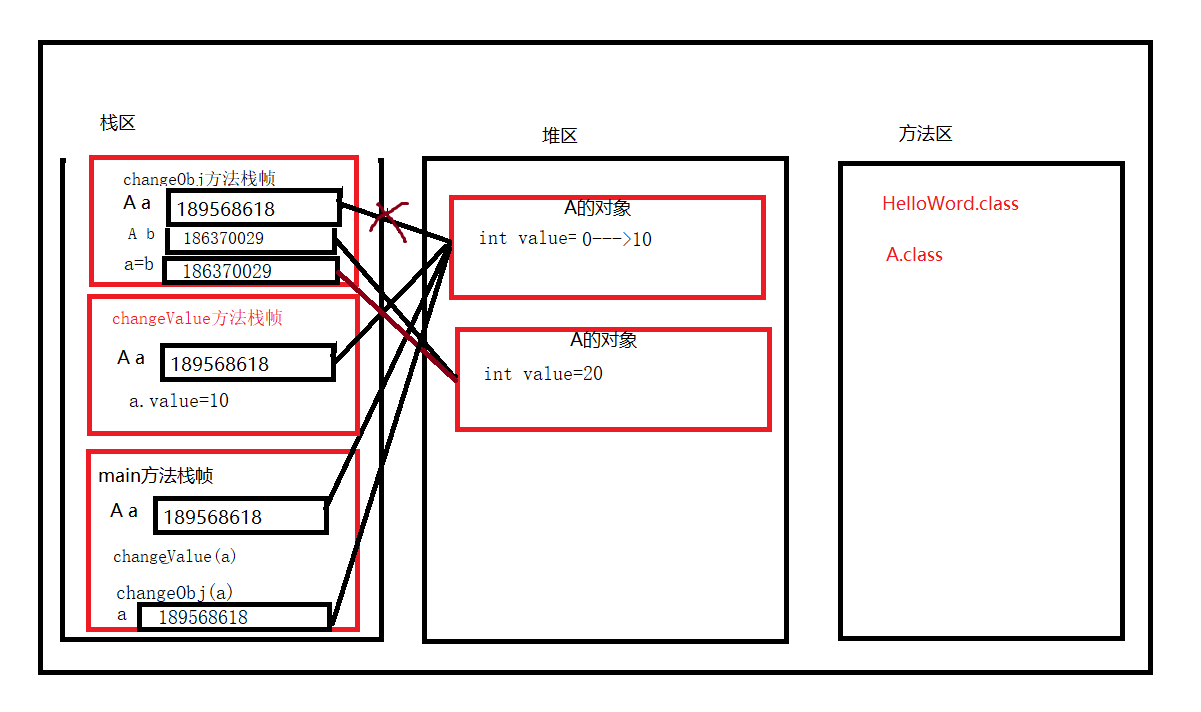 栈区
changeObj方法栈帧
A a 189568618
A b 186370029
a=b 186370029
changeValue方法栈帧
A a 189568618
a.value=10
main方法栈帧
A a 189568618
changeValue(a)
changeObj(a)
a 189568618
堆区
A的对象
int value= 0--->10
A的对象
int value=20
方法区
HelloWord.class
A.class